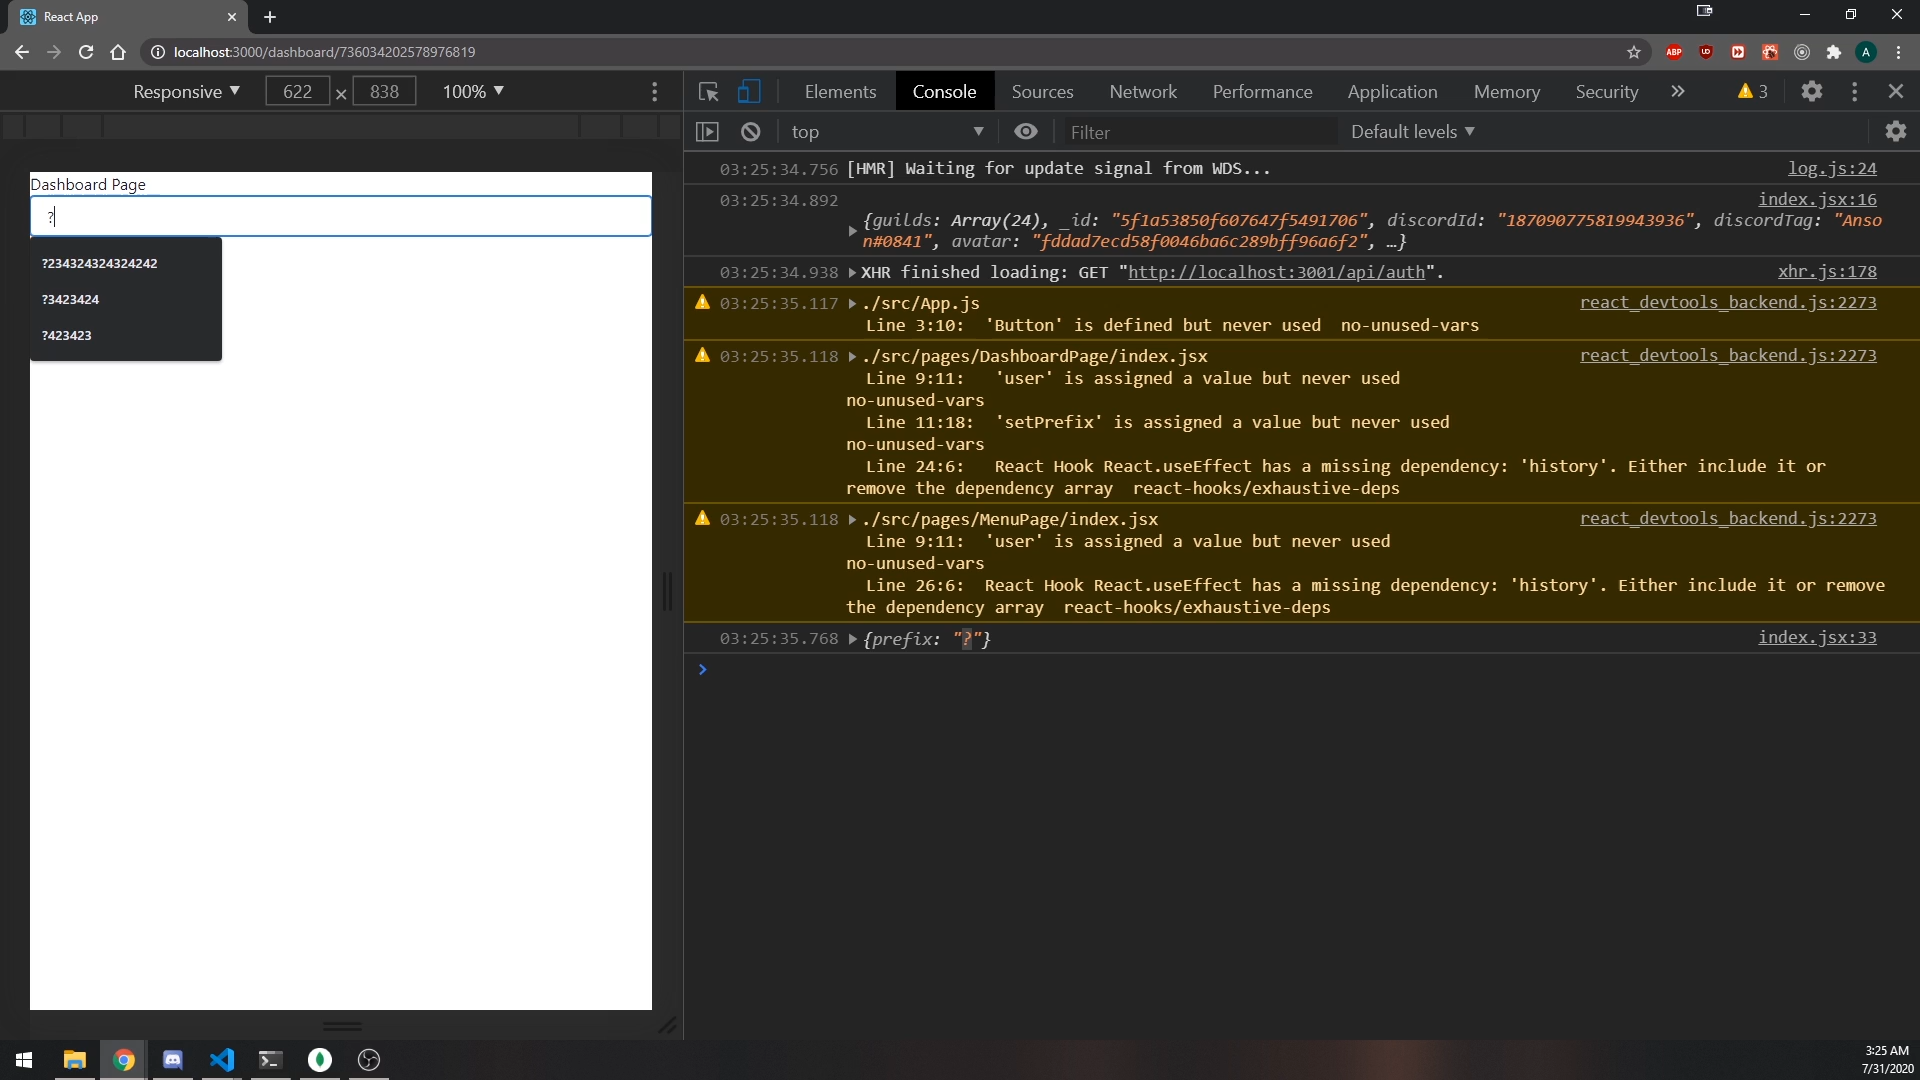 React App
localhost:3000/dashboard/736034202578976819
ABP
A
Responsive
622 × 838
100%
Elements
Console
Sources
Network
Performance
Application
Memory
Security
3
top
Filter
Default levels
Dashboard Page
?
?234324324324242
?3423424
?423423
03:25:34.756 [HMR] Waiting for update signal from WDS... log.js:24
03:25:34.892 index.jsx:16
{guilds: Array(24), _id: "5f1a53850f607647f5491706", discordId: "187090775819943936", discordTag: "Anso
n#0841", avatar: "fddad7ecd58f0046ba6c289bff96a6f2", …}
03:25:34.938 XHR finished loading: GET "http://localhost:3001/api/auth". xhr.js:178
03:25:35.117 ./src/App.js react_devtools_backend.js:2273
Line 3:10: 'Button' is defined but never used no-unused-vars
03:25:35.118 ./src/pages/DashboardPage/index.jsx react_devtools_backend.js:2273
Line 9:11: 'user' is assigned a value but never used
no-unused-vars
Line 11:18: 'setPrefix' is assigned a value but never used
no-unused-vars
Line 24:6: React Hook React.useEffect has a missing dependency: 'history'. Either include it or
remove the dependency array react-hooks/exhaustive-deps
03:25:35.118 ./src/pages/MenuPage/index.jsx react_devtools_backend.js:2273
Line 9:11: 'user' is assigned a value but never used
no-unused-vars
Line 26:6: React Hook React.useEffect has a missing dependency: 'history'. Either include it or remove
the dependency array react-hooks/exhaustive-deps
03:25:35.768 {prefix: "?"} index.jsx:33
3:25 AM
7/31/2020